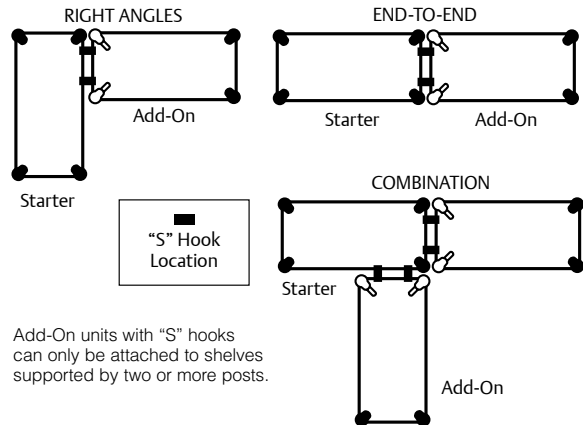 RIGHT ANGLES
Add-On
Starter
END-TO-END
Starter
Add-On
“S” Hook
Location
COMBINATION
Starter
Add-On
Add-On units with “S” hooks
can only be attached to shelves
supported by two or more posts.